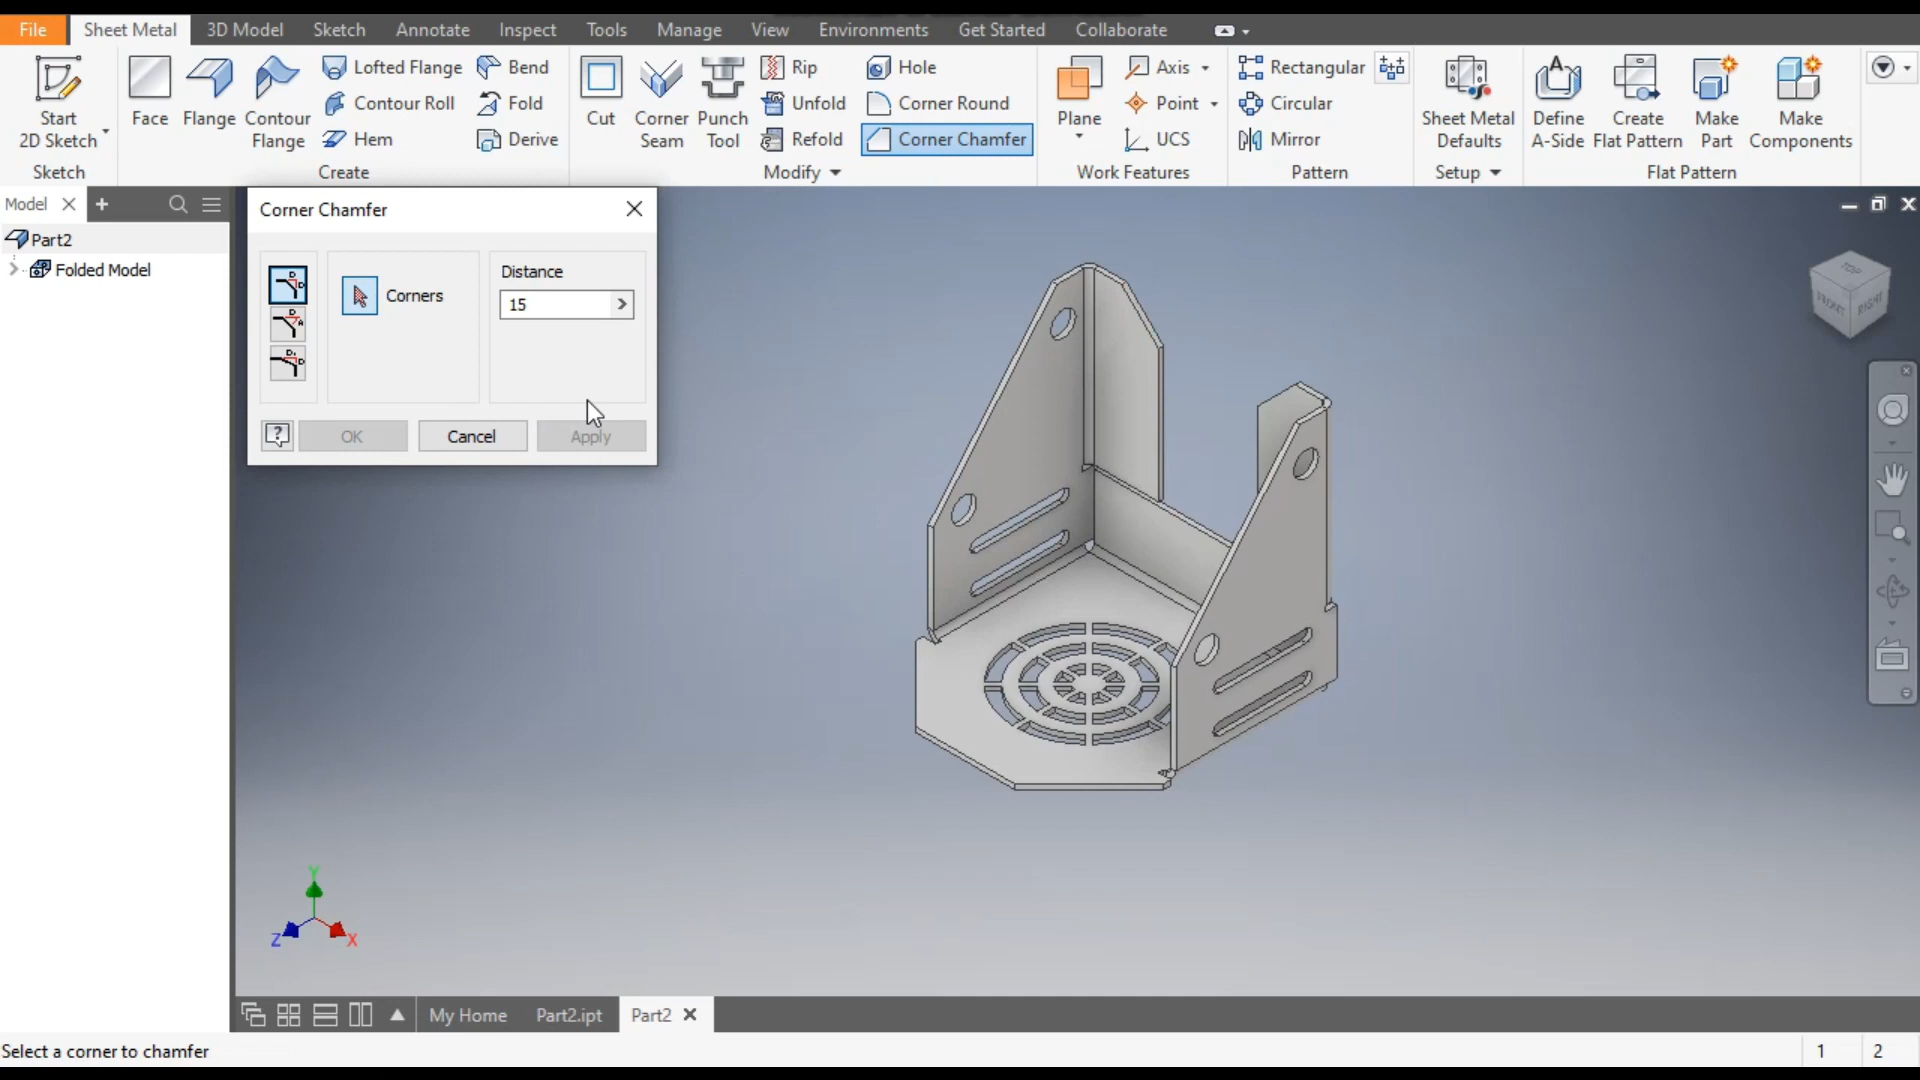 File Sheet Metal 3D Model Sketch Annotate Inspect Tools Manage View Environments Get Started Collaborate
Start
2D Sketch
Face
Flange
Contour
Flange
Lofted Flange
Contour Roll
Hem
Bend
Fold
Derive
Cut
Corner
Seam
Punch
Tool
Rip
Unfold
Refold
Hole
Corner Round
Corner Chamfer
Plane
Axis
Point
UCS
Rectangular
Circular
Mirror
Sheet Metal
Defaults
Define
A-Side
Create
Flat Pattern
Make
Part
Make
Components
Sketch Create Modify Work Features Pattern Setup Flat Pattern
Model
Part2
Folded Model
Corner Chamfer
Corners
Distance
15
OK Cancel Apply
TOP
FRONT RIGHT
Y
Z X
My Home Part2.ipt Part2
Select a corner to chamfer 1 2